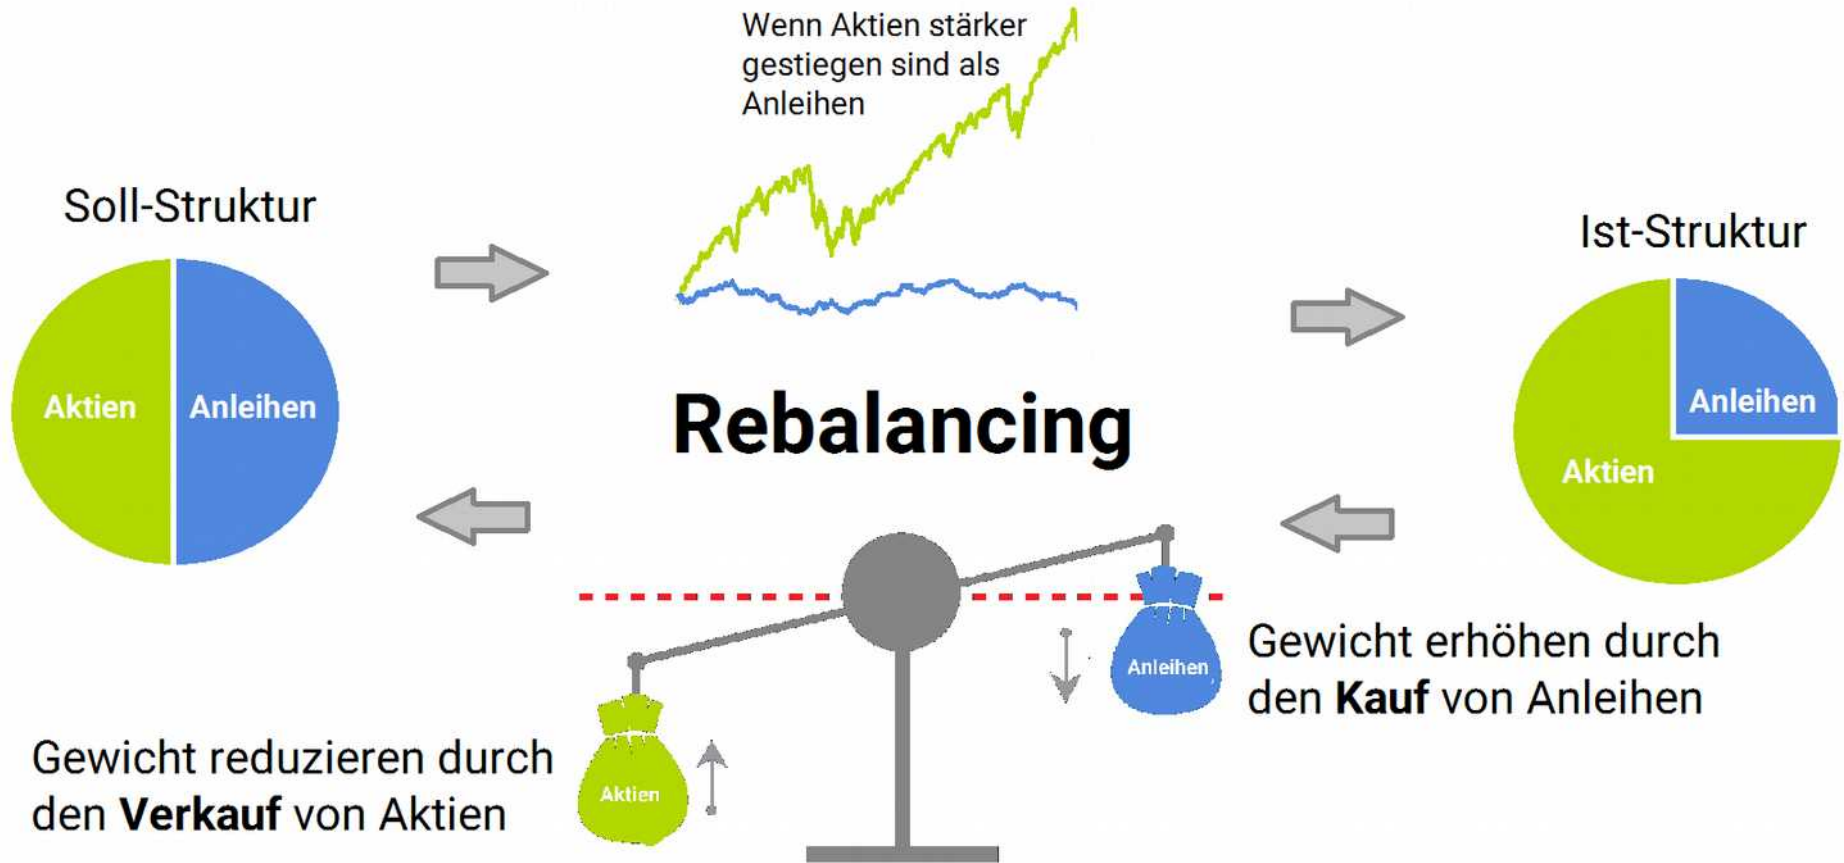 Wenn Aktien stärker
gestiegen sind als
Anleihen
Soll-Struktur
Ist-Struktur
Aktien
Anleihen
Anleihen
Aktien
Rebalancing
Gewicht erhöhen durch
den Kauf von Anleihen
Anleihen
Gewicht reduzieren durch
den Verkauf von Aktien
Aktien